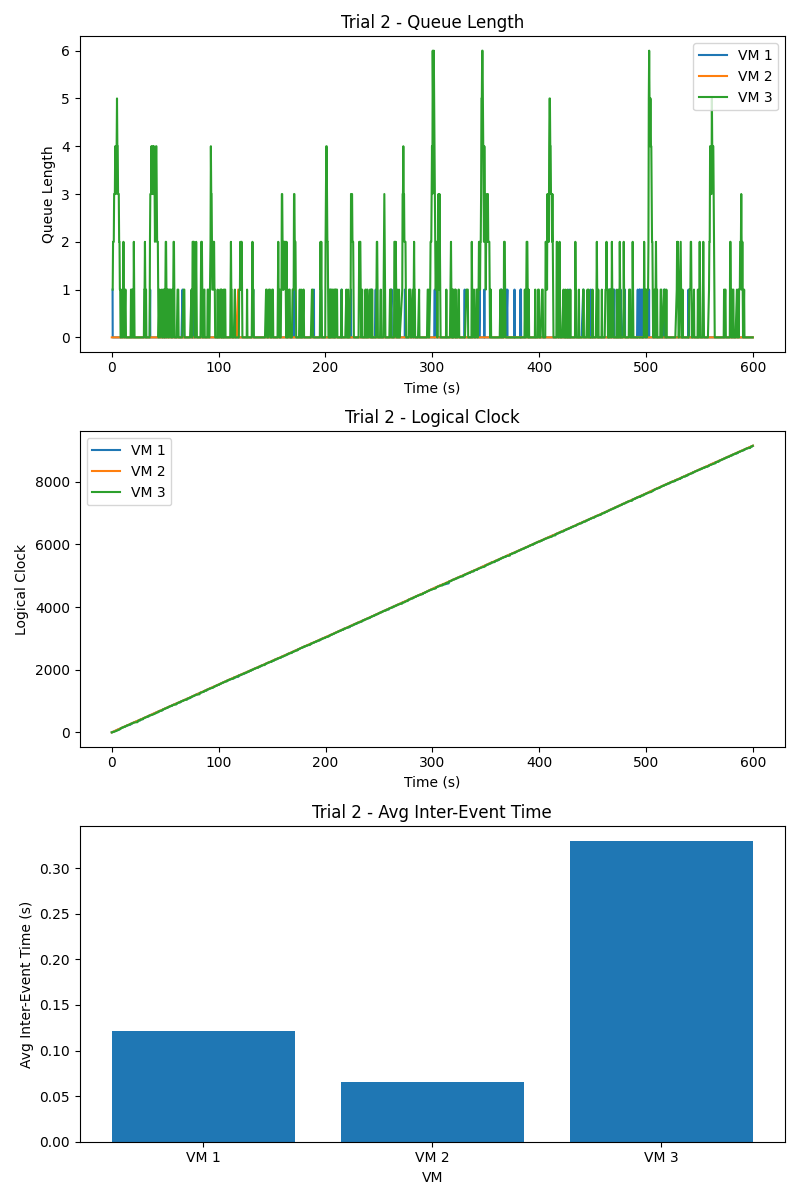 Trial 2 - Queue Length
Queue Length
6
5
4
3
2
1
0
VM 1
VM 2
VM 3
0 100 200 300 400 500 600
Time (s)
Trial 2 - Logical Clock
Logical Clock
8000
6000
4000
2000
0
VM 1
VM 2
VM 3
0 100 200 300 400 500 600
Time (s)
Trial 2 - Avg Inter-Event Time
Avg Inter-Event Time (s)
0.30
0.25
0.20
0.15
0.10
0.05
0.00
VM 1 VM 2 VM 3
VM